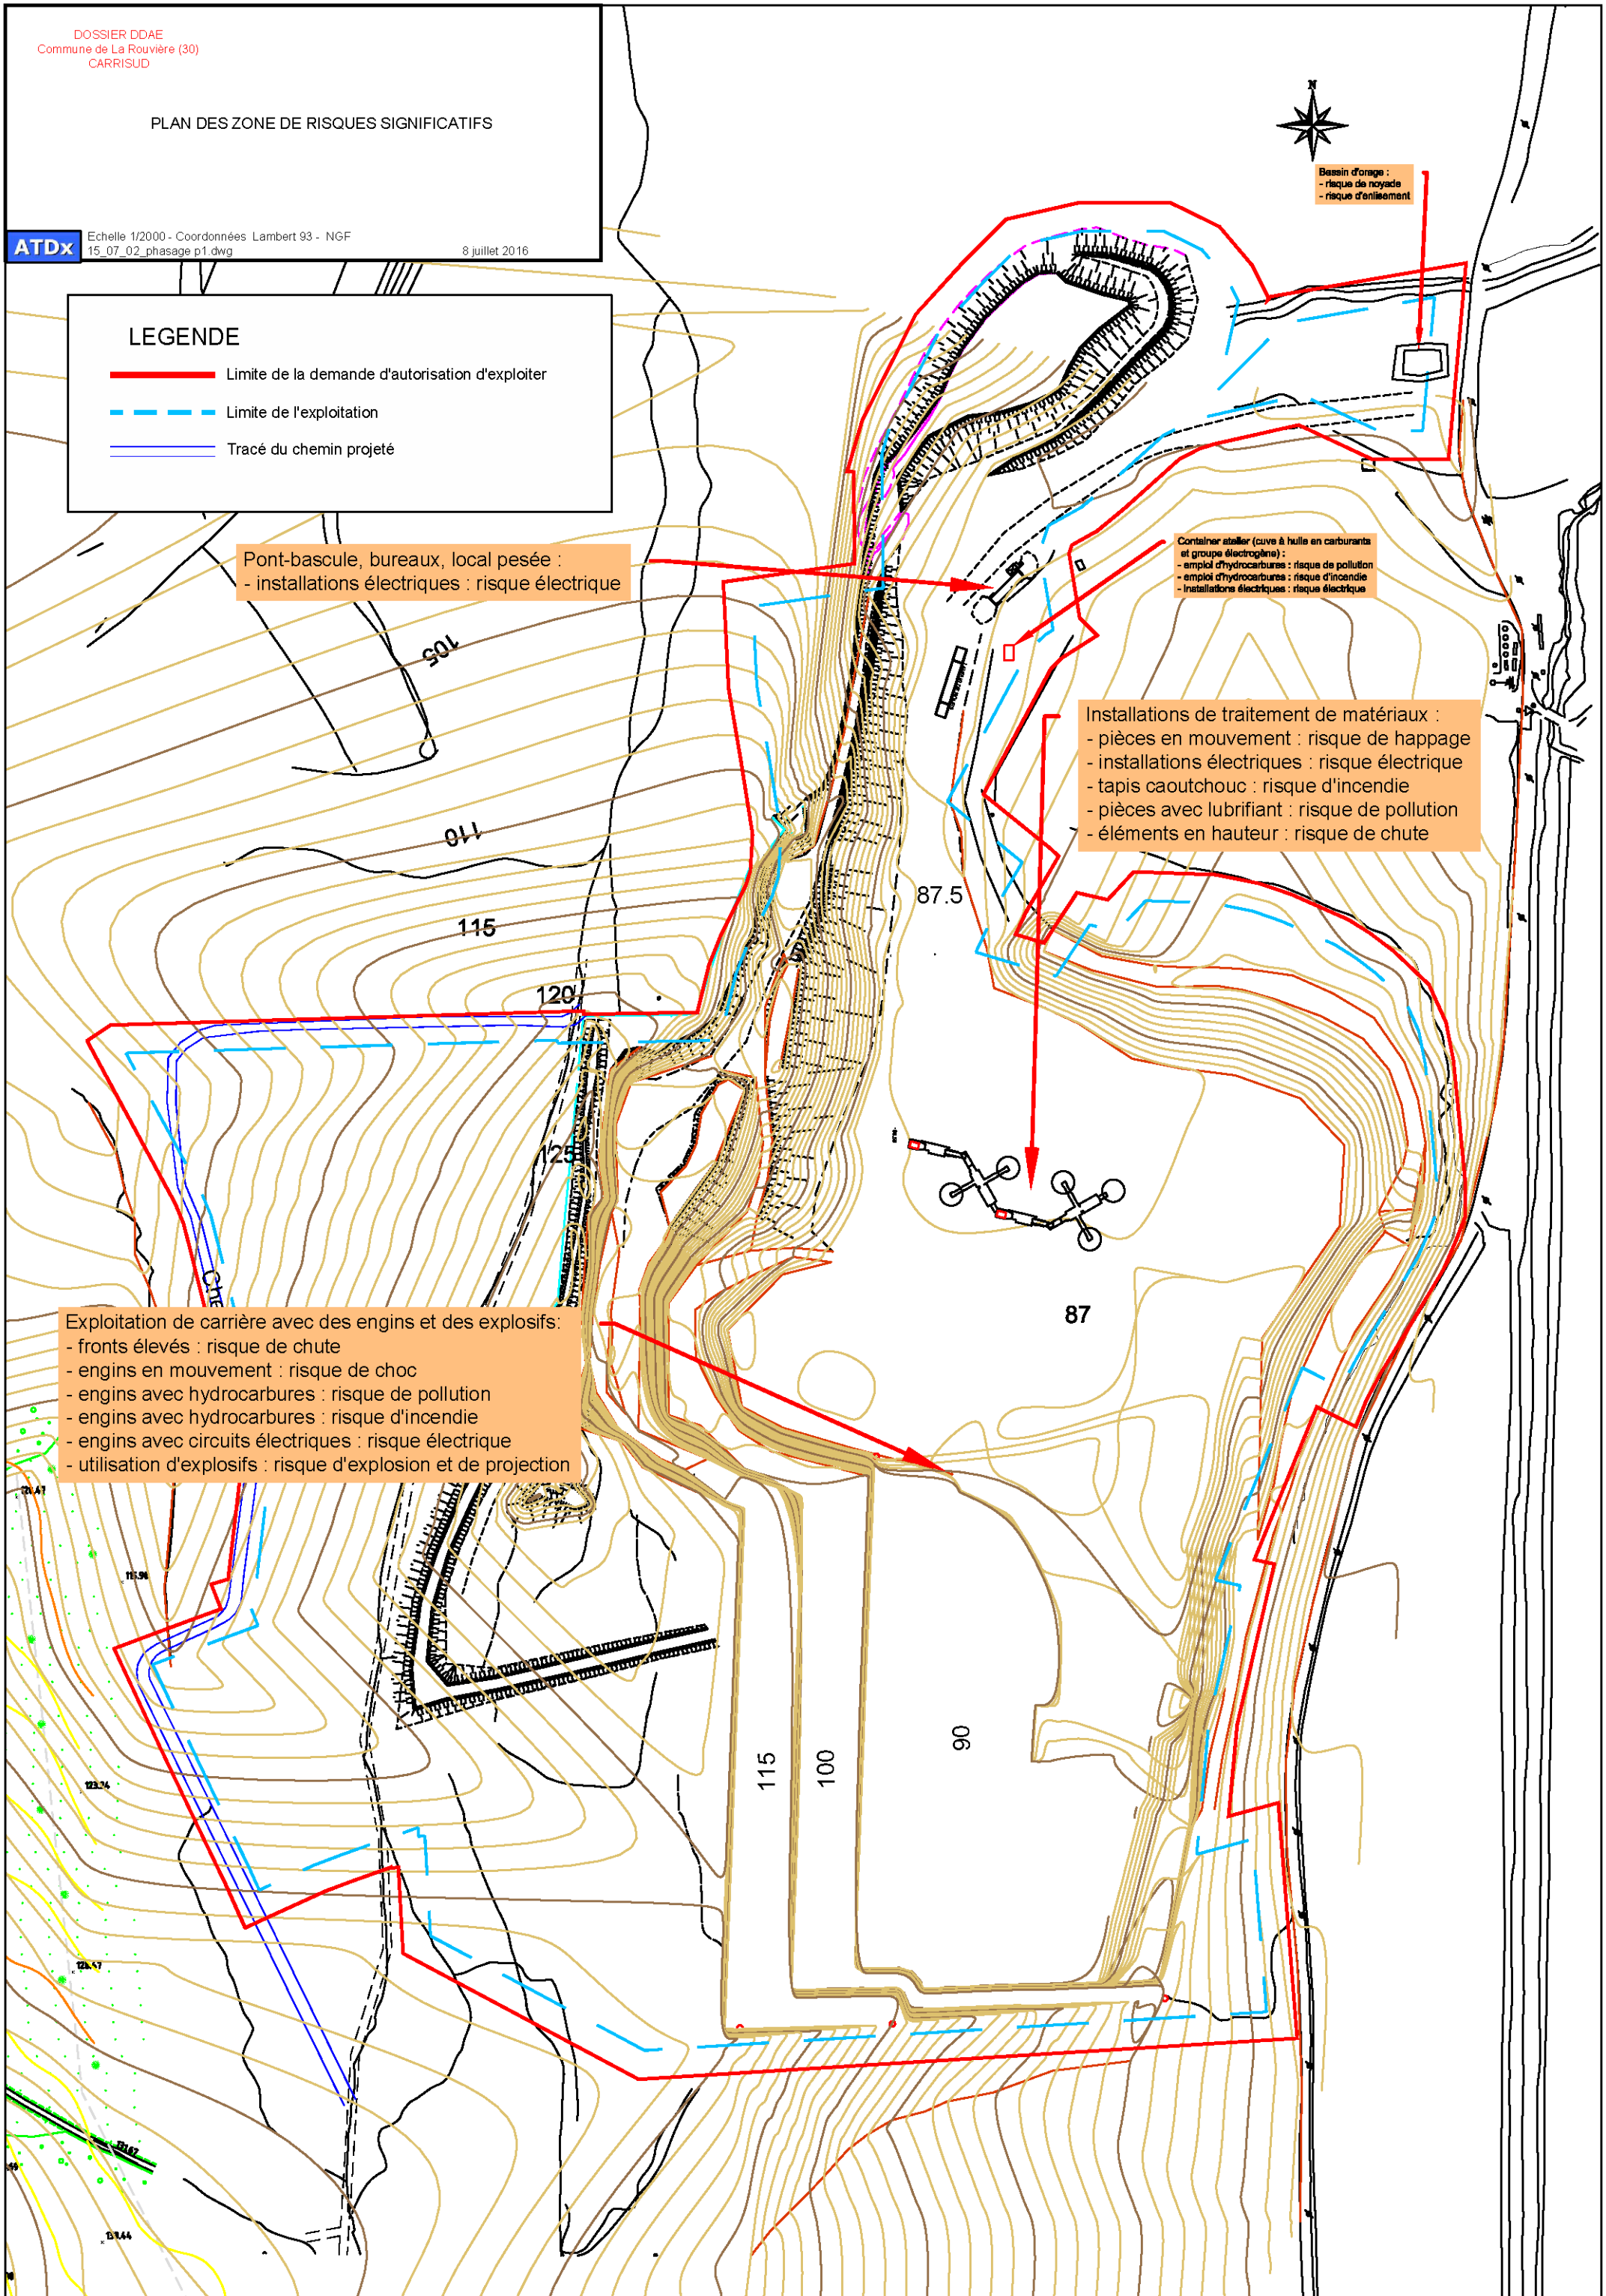 DOSSIER DDAE
Commune de La Rouvière (30)
CARRISUD
PLAN DES ZONE DE RISQUES SIGNIFICATIFS
ATDx
Echelle 1/2000 - Coordonnées Lambert 93 - NGF
15_07_02_phasage p1.dwg
8 juillet 2016
N
Bassin d'orage :
- risque de noyade
- risque d'enlisement
LEGENDE
Limite de la demande d'autorisation d'exploiter
Limite de l'exploitation
Tracé du chemin projeté
Pont-bascule, bureaux, local pesée :
- installations électriques : risque électrique
Container atelier (cuve à huile en carburants
et groupe électrogène) :
- emploi d'hydrocarbures : risque de pollution
- emploi d'hydrocarbures : risque d'incendie
- installations électriques : risque électrique
105
Installations de traitement de matériaux :
- pièces en mouvement : risque de happage
- installations électriques : risque électrique
- tapis caoutchouc : risque d'incendie
- pièces avec lubrifiant : risque de pollution
- éléments en hauteur : risque de chute
110
87.5
115
120
125
Che
87
Exploitation de carrière avec des engins et des explosifs:
- fronts élevés : risque de chute
- engins en mouvement : risque de choc
- engins avec hydrocarbures : risque de pollution
- engins avec hydrocarbures : risque d'incendie
- engins avec circuits électriques : risque électrique
- utilisation d'explosifs : risque d'explosion et de projection
115.96
115
100
90
123.74